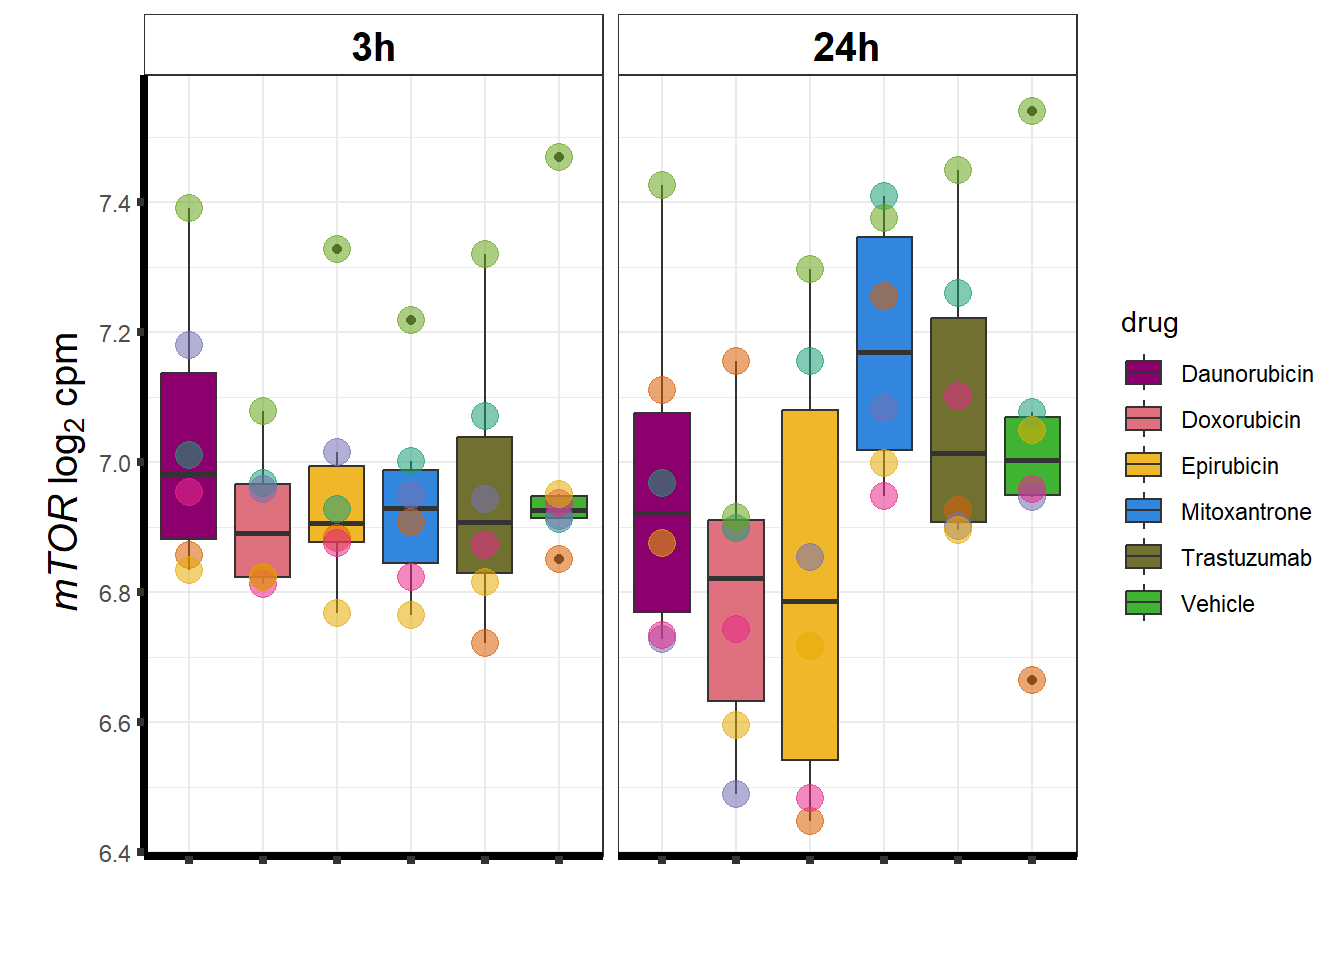 3h
24h
mTOR log₂ cpm
7.4
7.2
7.0
6.8
6.6
6.4
drug
Daunorubicin
Doxorubicin
Epirubicin
Mitoxantrone
Trastuzumab
Vehicle